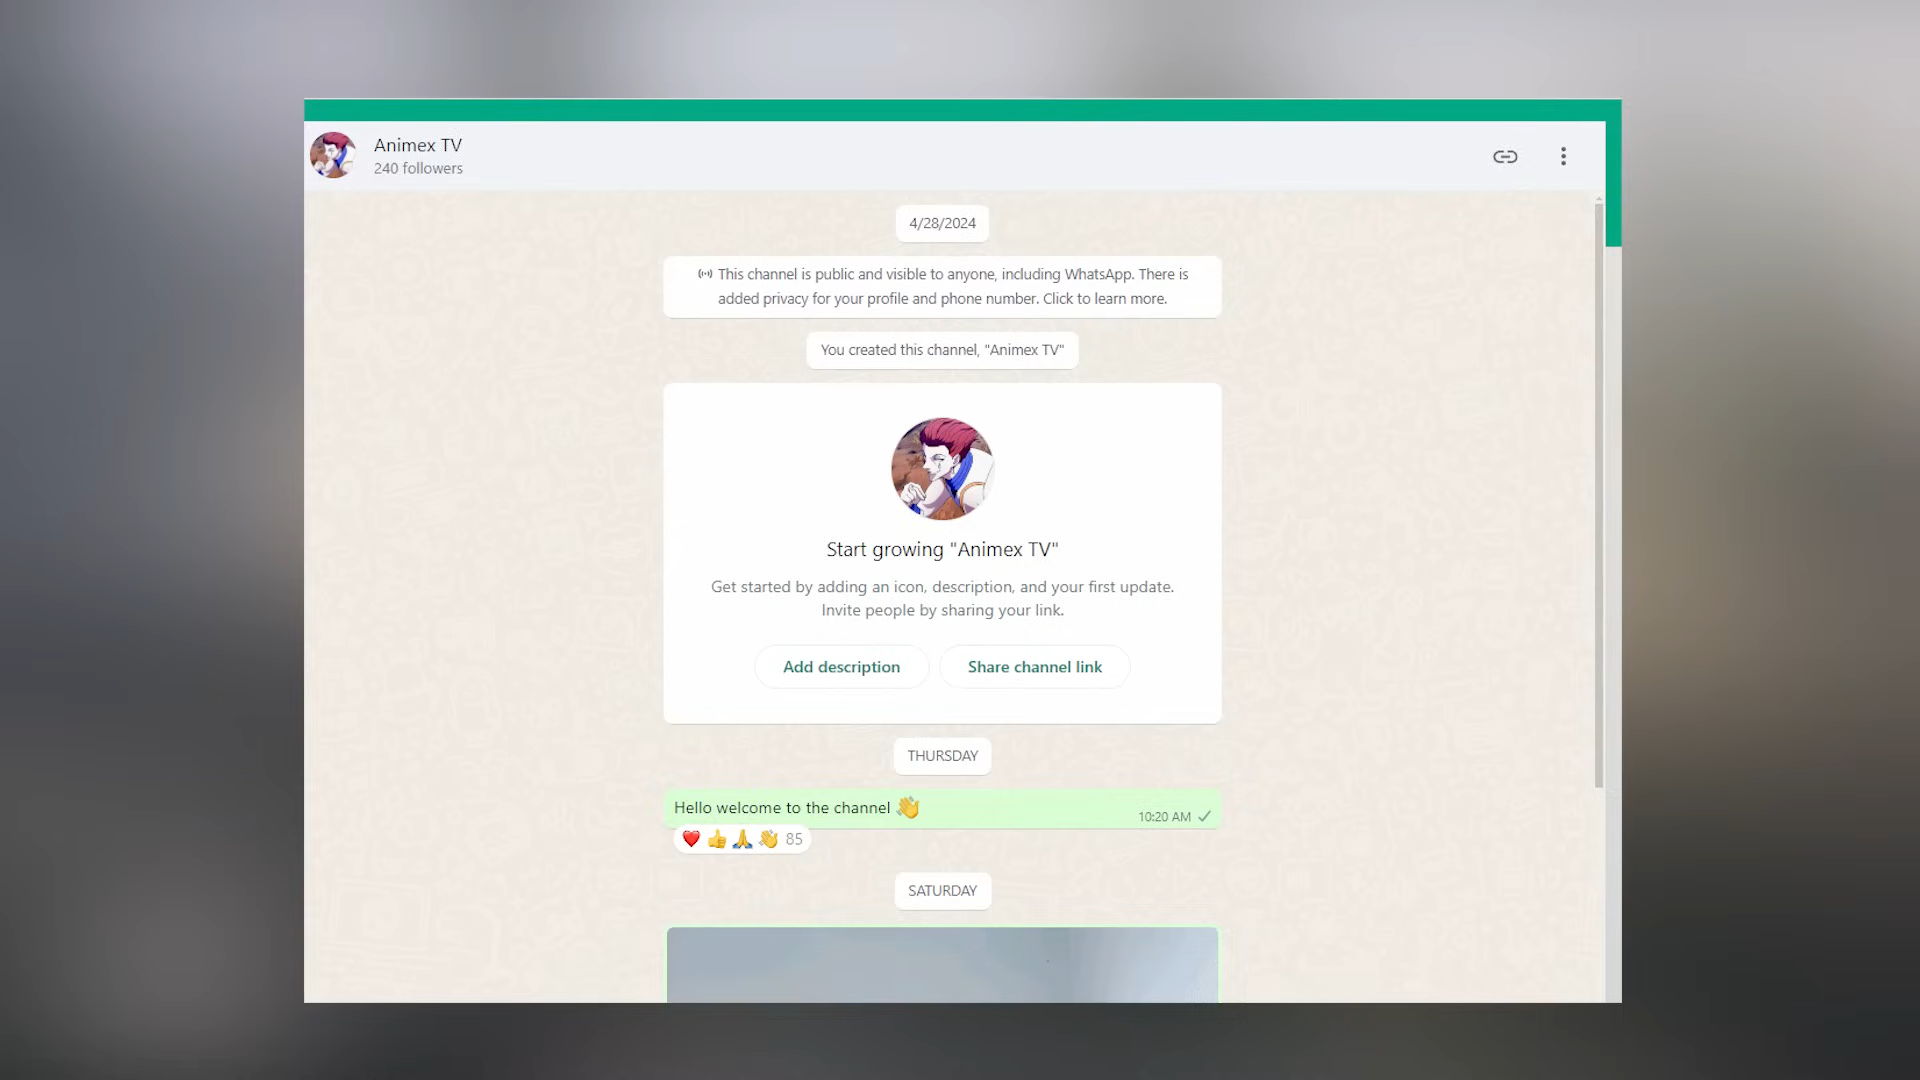 Animex TV
240 followers
4/28/2024
This channel is public and visible to anyone, including WhatsApp. There is
added privacy for your profile and phone number. Click to learn more.
You created this channel, "Animex TV"
Start growing "Animex TV"
Get started by adding an icon, description, and your first update.
Invite people by sharing your link.
Add description
Share channel link
THURSDAY
Hello welcome to the channel 👋
10:20 AM
❤️👍🙏👋 85
SATURDAY